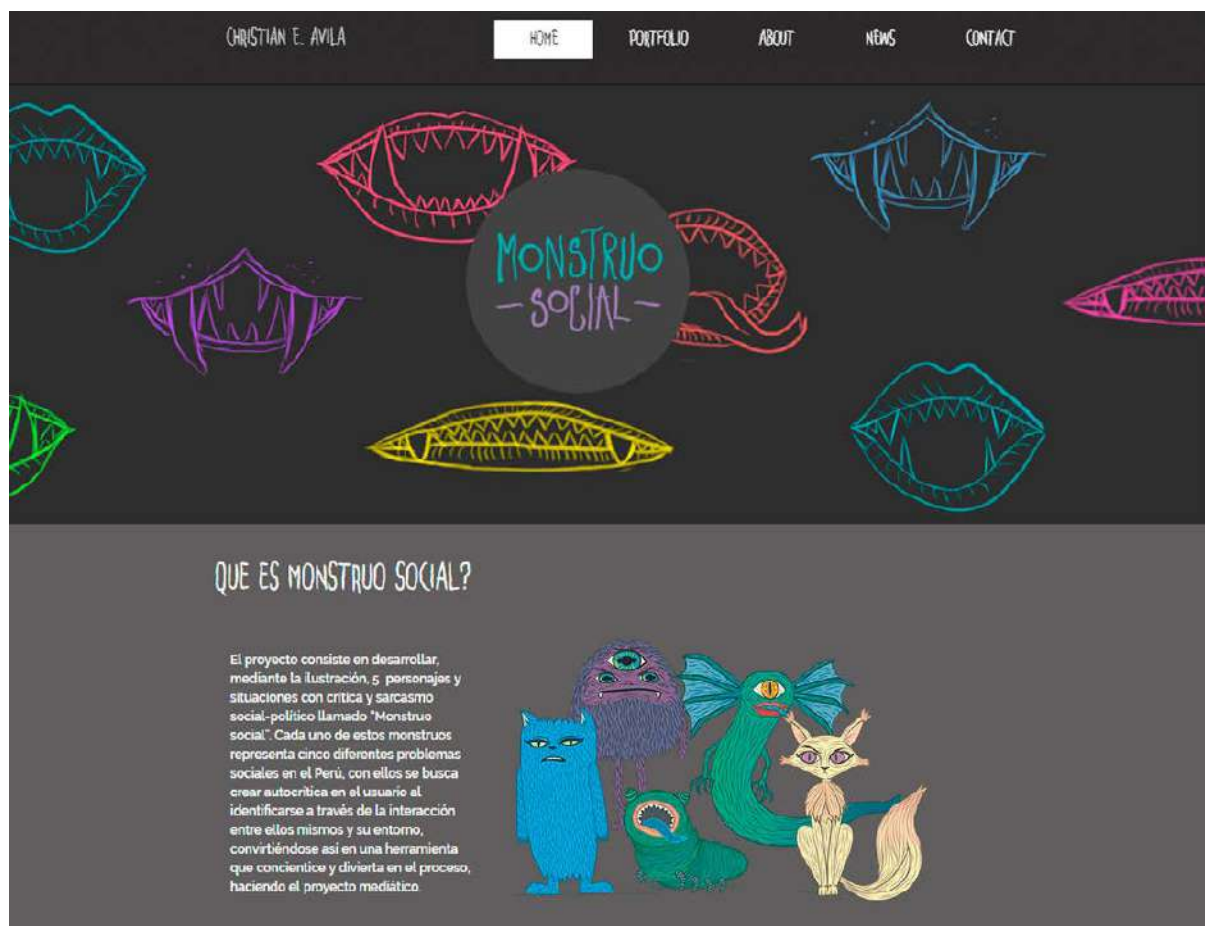 CHRISTIAN E. AVILA
HOME PORTFOLIO ABOUT NEWS CONTACT
MONSTRUO
– SOCIAL –
QUE ES MONSTRUO SOCIAL?
El proyecto consiste en desarrollar,
mediante la ilustración, 5 personajes y
situaciones con crítica y sarcasmo
social-político llamado "Monstruo
social". Cada uno de estos monstruos
representa cinco diferentes problemas
sociales en el Perú, con ellos se busca
crear autocrítica en el usuario al
identificarse a través de la interacción
entre ellos mismos y su entorno,
convirtiéndose así en una herramienta
que concientice y divierta en el proceso,
haciendo el proyecto mediático.